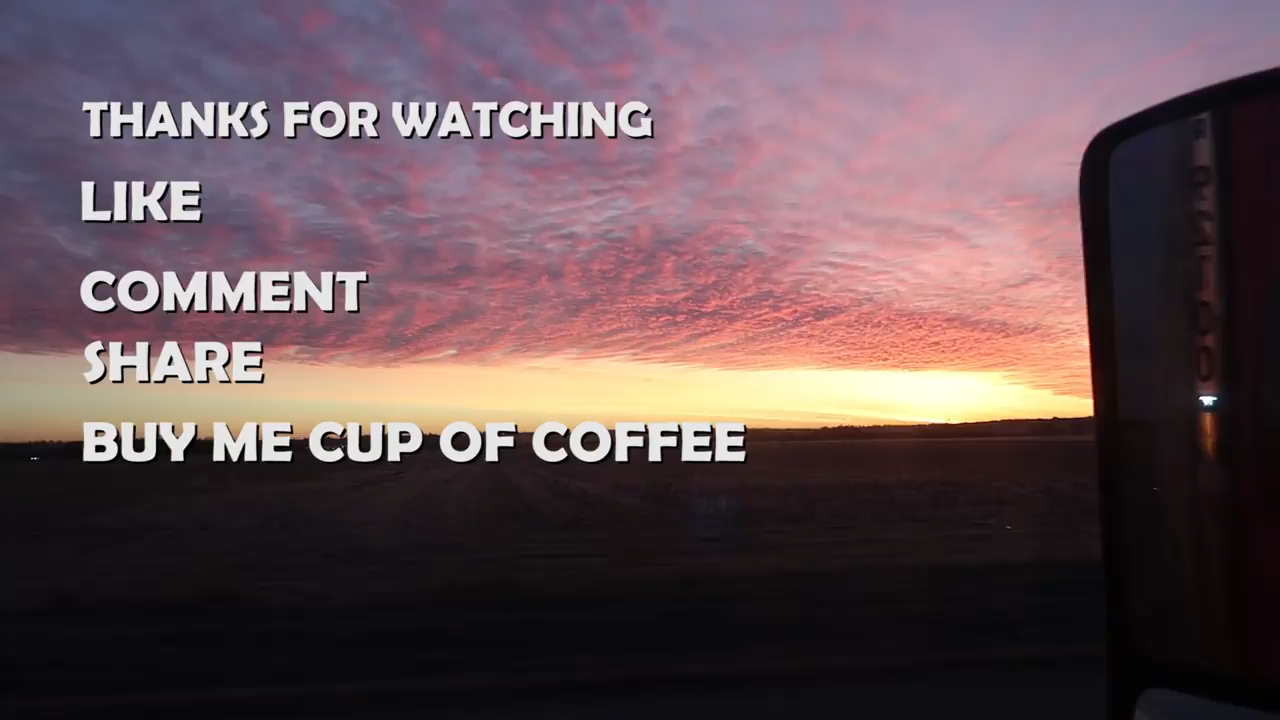 THANKS FOR WATCHING
LIKE
COMMENT
SHARE
BUY ME CUP OF COFFEE